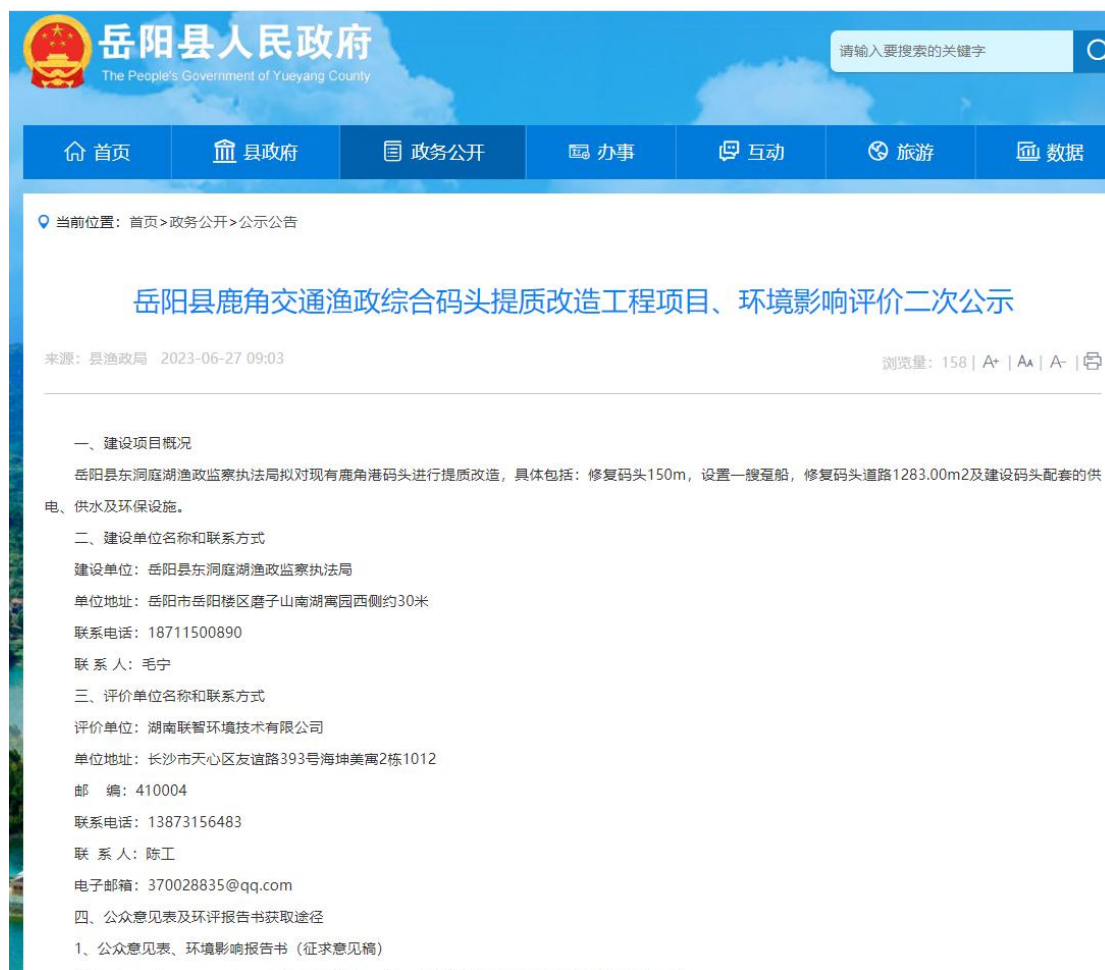 岳阳县人民政府
The People's Government of Yueyang County
请输入要搜索的关键字
首页 县政府 政务公开 办事 互动 旅游 数据
当前位置：首页>政务公开>公示公告
岳阳县鹿角交通渔政综合码头提质改造工程项目、环境影响评价二次公示
来源：县渔政局 2023-06-27 09:03
浏览量：158 | A+ | AA | A- |
一、建设项目概况
岳阳县东洞庭湖渔政监察执法局拟对现有鹿角港码头进行提质改造，具体包括：修复码头150m，设置一艘趸船，修复码头道路1283.00m2及建设码头配套的供
电、供水及环保设施。
二、建设单位名称和联系方式
建设单位：岳阳县东洞庭湖渔政监察执法局
单位地址：岳阳市岳阳楼区磨子山南湖寓园西侧约30米
联系电话：18711500890
联 系 人：毛宁
三、评价单位名称和联系方式
评价单位：湖南联智环境技术有限公司
单位地址：长沙市天心区友谊路393号海坤美寓2栋1012
邮 编：410004
联系电话：13873156483
联 系 人：陈工
电子邮箱：370028835@qq.com
四、公众意见表及环评报告书获取途径
1、公众意见表、环境影响报告书（征求意见稿）